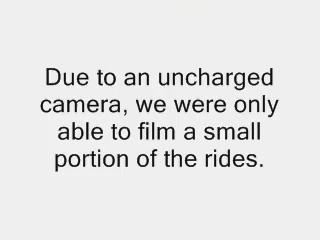 Due to an uncharged
camera, we were only
able to film a small
portion of the rides.